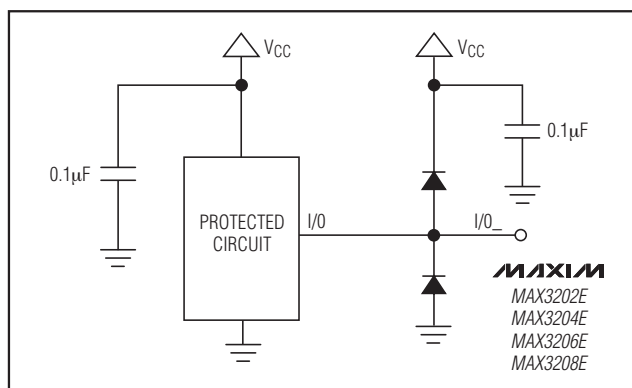 VCC
VCC
0.1µF
0.1µF
PROTECTED
CIRCUIT
I/0
I/0_
MAXIM
MAX3202E
MAX3204E
MAX3206E
MAX3208E